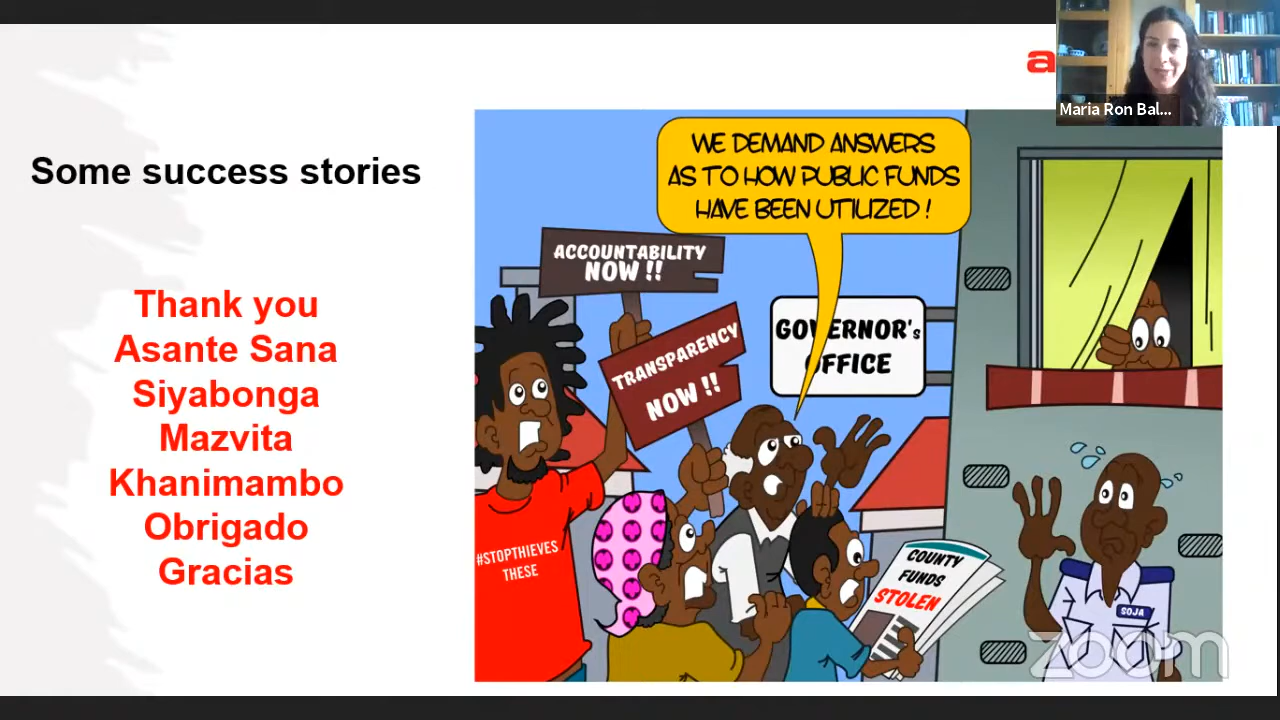 Maria Ron Bal...
Some success stories
Thank you
Asante Sana
Siyabonga
Mazvita
Khanimambo
Obrigado
Gracias
WE DEMAND ANSWERS
AS TO HOW PUBLIC FUNDS
HAVE BEEN UTILIZED !
ACCOUNTABILITY
NOW !!
TRANSPARENCY
NOW !!
GOVERNOR's
OFFICE
#STOPTHIEVES
THESE
COUNTY
FUNDS
STOLEN
SOJA
zoom